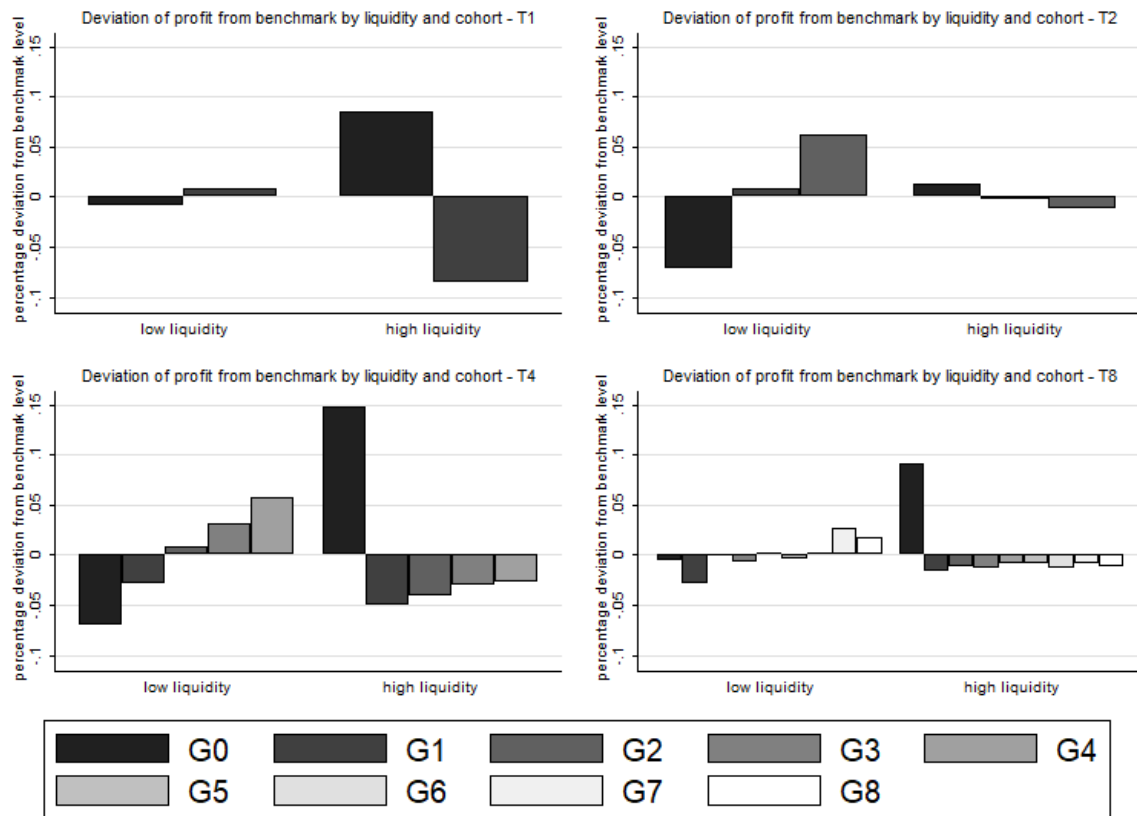 Deviation of profit from benchmark by liquidity and cohort - T1
percentage deviation from benchmark level
.15
.1
.05
0
-.05
-.1
low liquidity high liquidity
Deviation of profit from benchmark by liquidity and cohort - T2
percentage deviation from benchmark level
.15
.1
.05
0
-.05
-.1
low liquidity high liquidity
Deviation of profit from benchmark by liquidity and cohort - T4
percentage deviation from benchmark level
.15
.1
.05
0
-.05
-.1
low liquidity high liquidity
Deviation of profit from benchmark by liquidity and cohort - T8
percentage deviation from benchmark level
.15
.1
.05
0
-.05
-.1
low liquidity high liquidity
G0 G1 G2 G3 G4
G5 G6 G7 G8